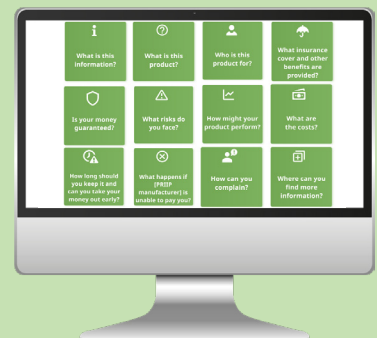 What is this
information?
What is this
product?
Who is this
product for?
What insurance
cover and other
benefits are
provided?
Is your money
guaranteed?
What risks do
you face?
How might your
product perform?
What are
the costs?
How long should
you keep it and
can you take your
money out early?
What happens if
[PRIIP
manufacturer] is
unable to pay you?
How can you
complain?
Where can you
find more
information?